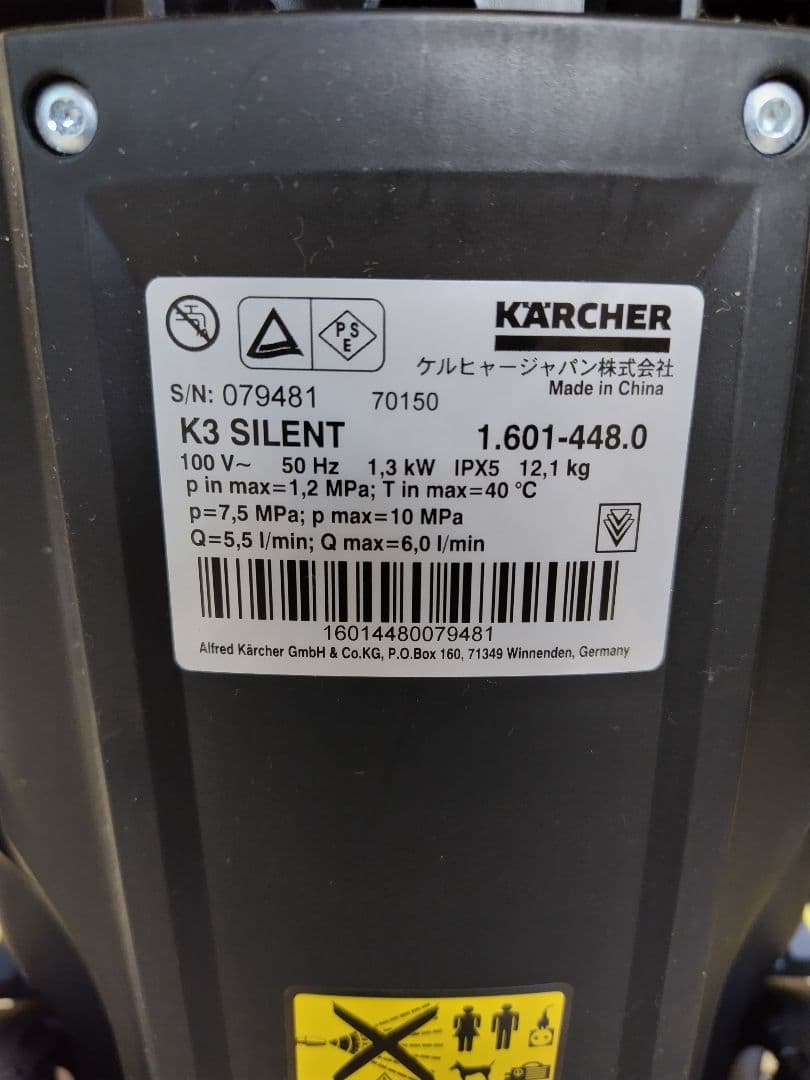 PSE
KÄRCHER
ケルヒャージャパン株式会社
Made in China
S/N: 079481 70150
K3 SILENT 1.601-448.0
100 V~ 50 Hz 1,3 kW IPX5 12,1 kg
p in max=1,2 MPa; T in max=40 °C
p=7,5 MPa; p max=10 MPa
Q=5,5 l/min; Q max=6,0 l/min
16014480079481
Alfred Kärcher GmbH & Co.KG, P.O.Box 160, 71349 Winnenden, Germany